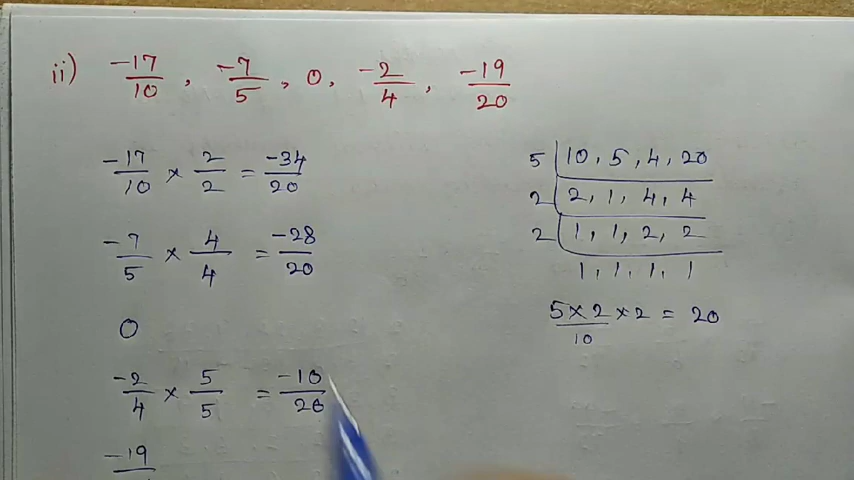 ii) -17/10 , -7/5 , 0, -2/4 , -19/20
-17/10 × 2/2 = -34/20
-7/5 × 4/4 = -28/20
0
-2/4 × 5/5 = -10/20
-19
5 | 10, 5, 4, 20
2 | 2, 1, 4, 4
2 | 1, 1, 2, 2
1, 1, 1, 1
5 × 2 × 2 = 20
10